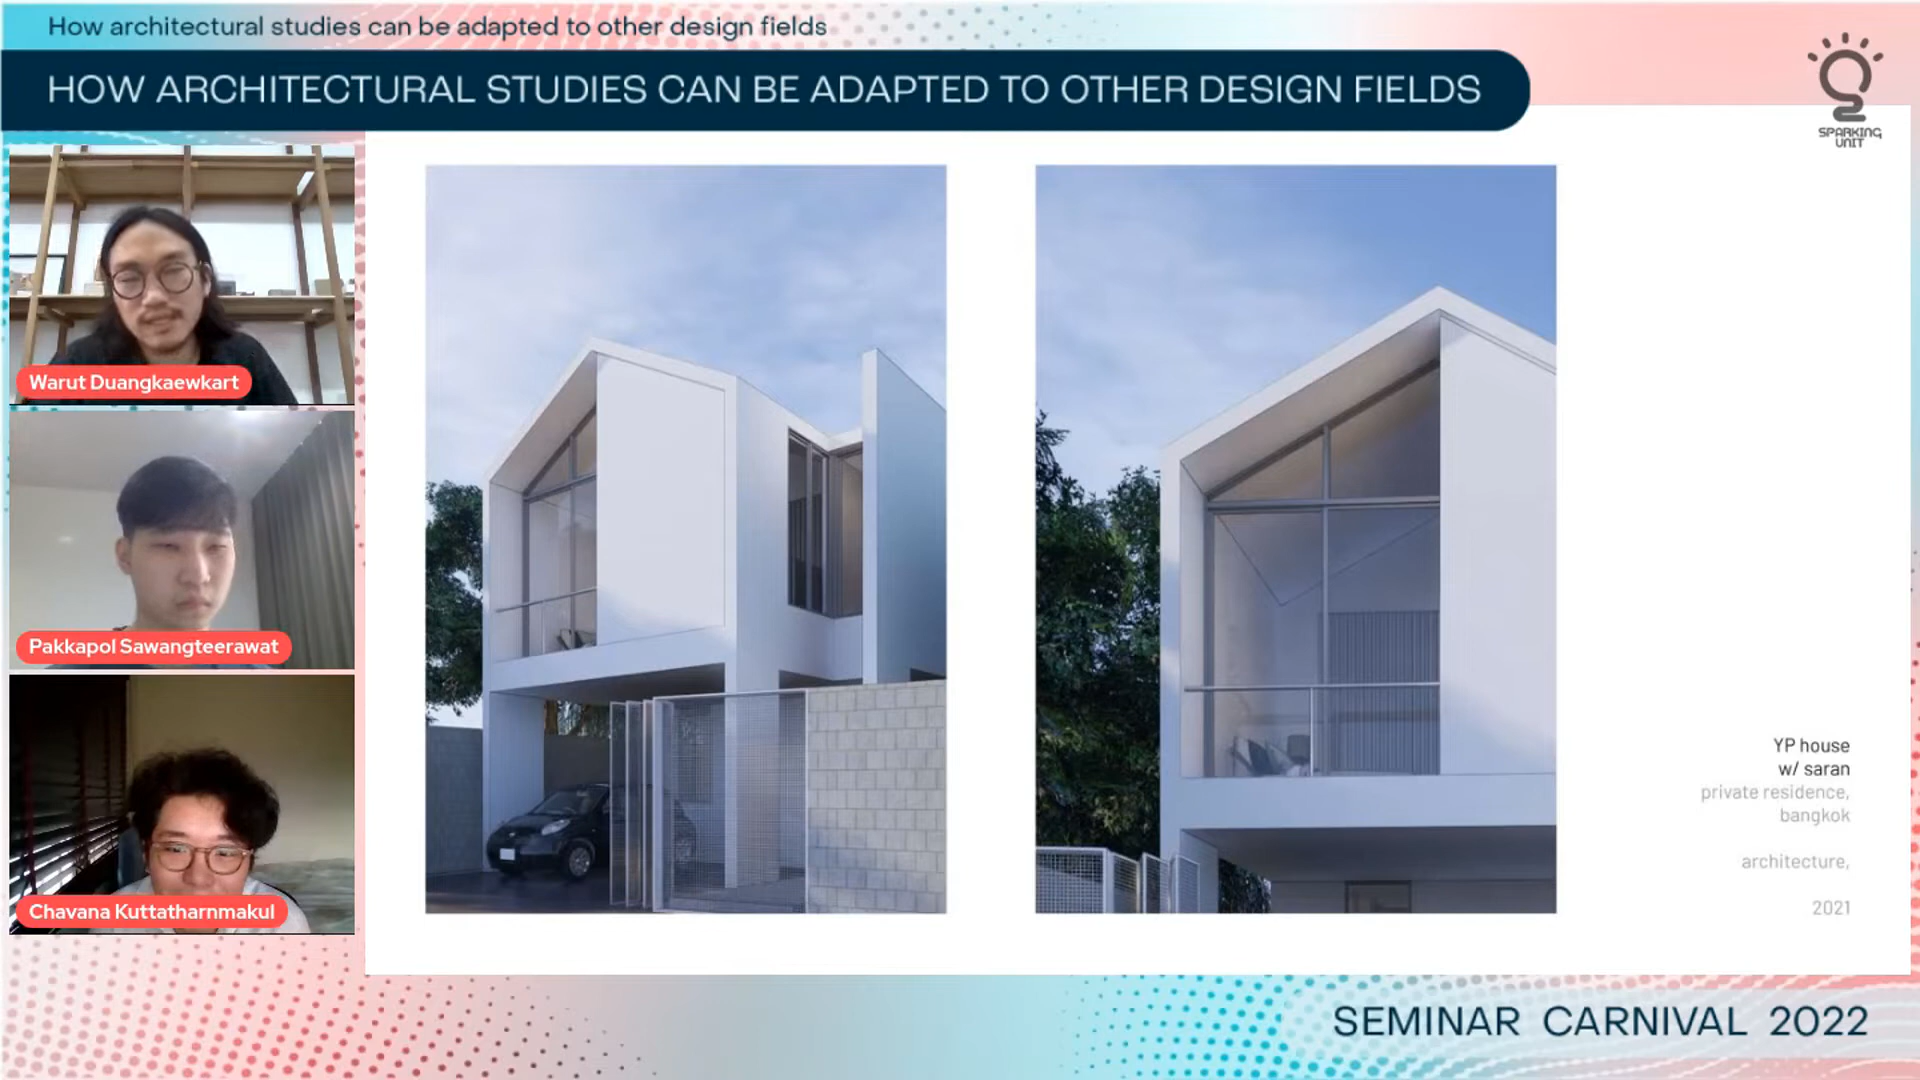 How architectural studies can be adapted to other design fields
HOW ARCHITECTURAL STUDIES CAN BE ADAPTED TO OTHER DESIGN FIELDS
SPARKING
UNIT
Warut Duangkaewkart
Pakkapol Sawangteerawat
Chavana Kuttatharnmakul
YP house
w/ saran
private residence,
bangkok
architecture,
2021
SEMINAR CARNIVAL 2022